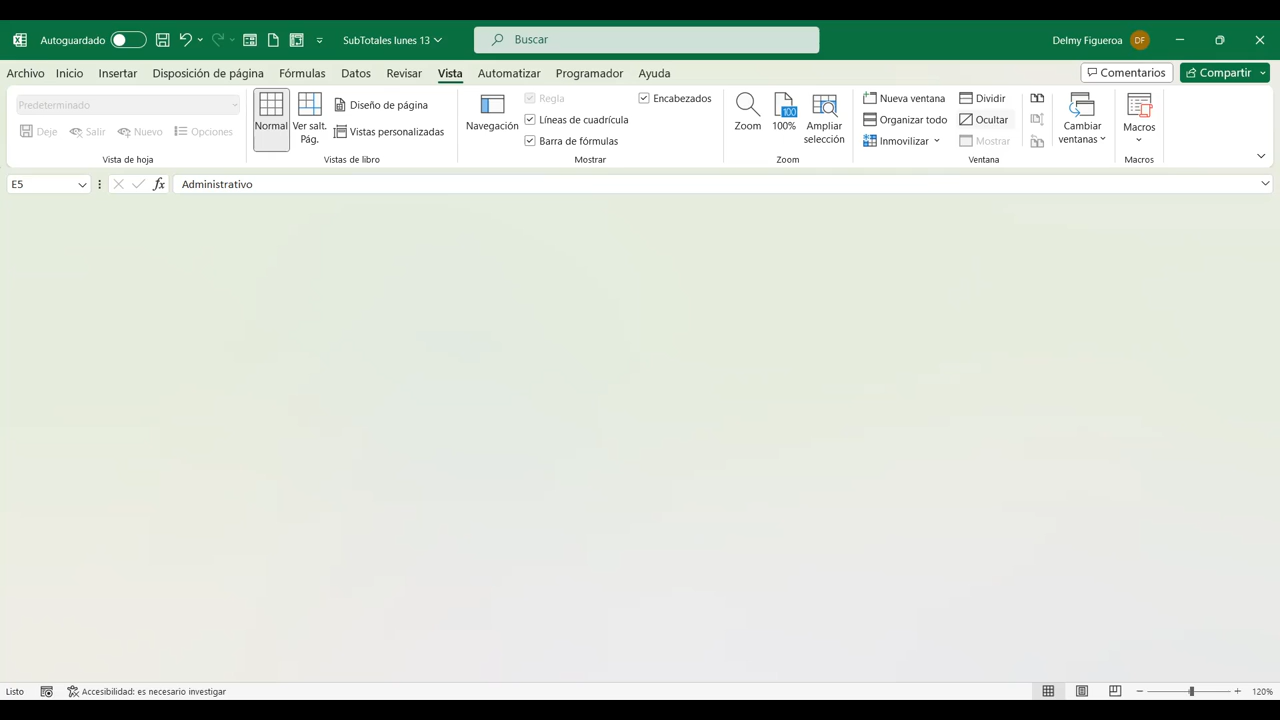 Autoguardado SubTotales lunes 13 Buscar Delmy Figueroa DF
Archivo Inicio Insertar Disposición de página Fórmulas Datos Revisar Vista Automatizar Programador Ayuda Comentarios Compartir
Predeterminado
Deje Salir Nuevo Opciones
Vista de hoja
Normal
Ver salt.
Pág.
Diseño de página
Vistas personalizadas
Vistas de libro
Navegación
Regla
Líneas de cuadrícula
Barra de fórmulas
Encabezados
Mostrar
Zoom
100
100%
Ampliar
selección
Zoom
Nueva ventana
Organizar todo
Inmovilizar
Dividir
Ocultar
Mostrar
Cambiar
ventanas
Ventana
Macros
Macros
E5 fx Administrativo
Listo Accesibilidad: es necesario investigar 120%